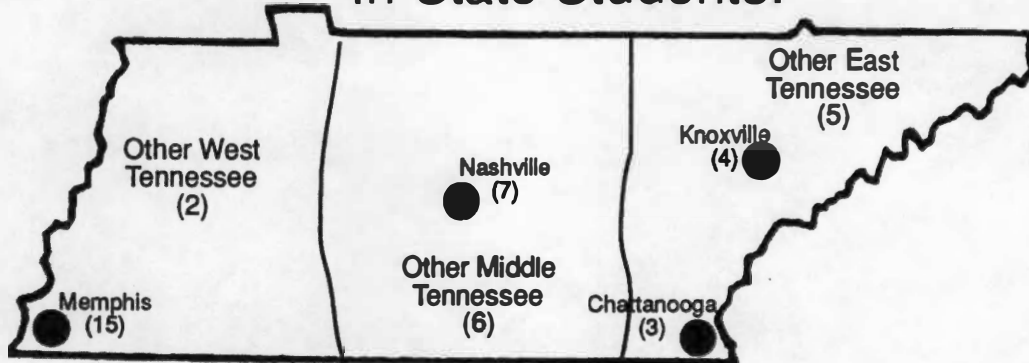 In-State Students:
Other East
Tennessee
(5)
Knoxville
(4)
Other West
Tennessee
(2)
Nashville
(7)
Other Middle
Tennessee
(6)
Memphis
(15)
Chattanooga
(3)